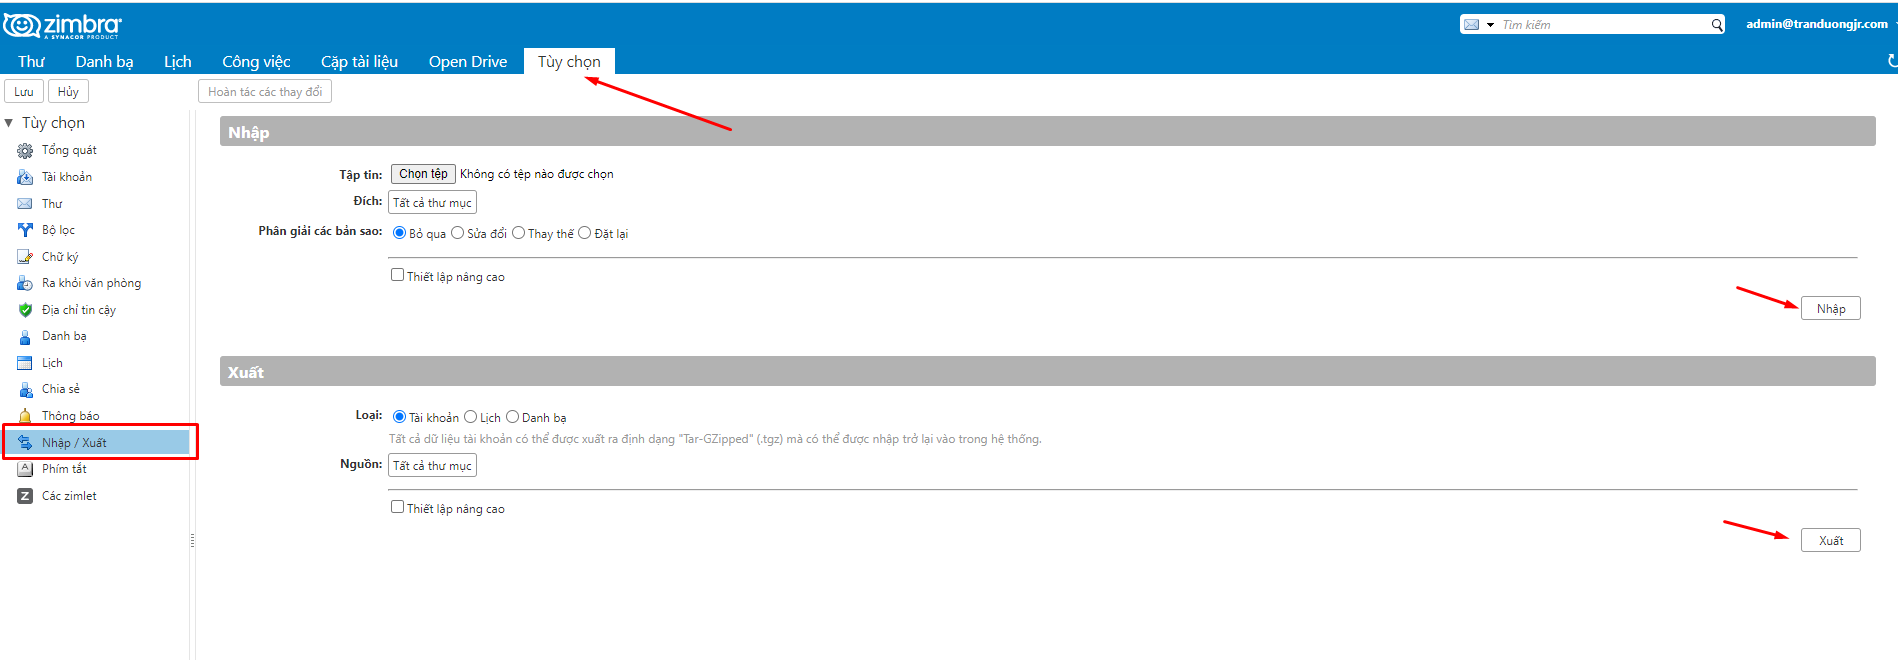 zimbra
A SYNACOR PRODUCT
Tìm kiếm
admin@tranduongjr.com
Thư Danh bạ Lịch Công việc Cặp tài liệu Open Drive Tùy chọn
Lưu Hủy Hoàn tác các thay đổi
Tùy chọn
Tổng quát
Tài khoản
Thư
Bộ lọc
Chữ ký
Ra khỏi văn phòng
Địa chỉ tin cậy
Danh bạ
Lịch
Chia sẻ
Thông báo
Nhập / Xuất
Phím tắt
Các zimlet
Nhập
Tập tin: Chọn tệp Không có tệp nào được chọn
Đích: Tất cả thư mục
Phân giải các bản sao: Bỏ qua Sửa đổi Thay thế Đặt lại
Thiết lập nâng cao
Nhập
Xuất
Loại: Tài khoản Lịch Danh bạ
Tất cả dữ liệu tài khoản có thể được xuất ra định dạng "Tar-GZipped" (.tgz) mà có thể được nhập trở lại vào trong hệ thống.
Nguồn: Tất cả thư mục
Thiết lập nâng cao
Xuất